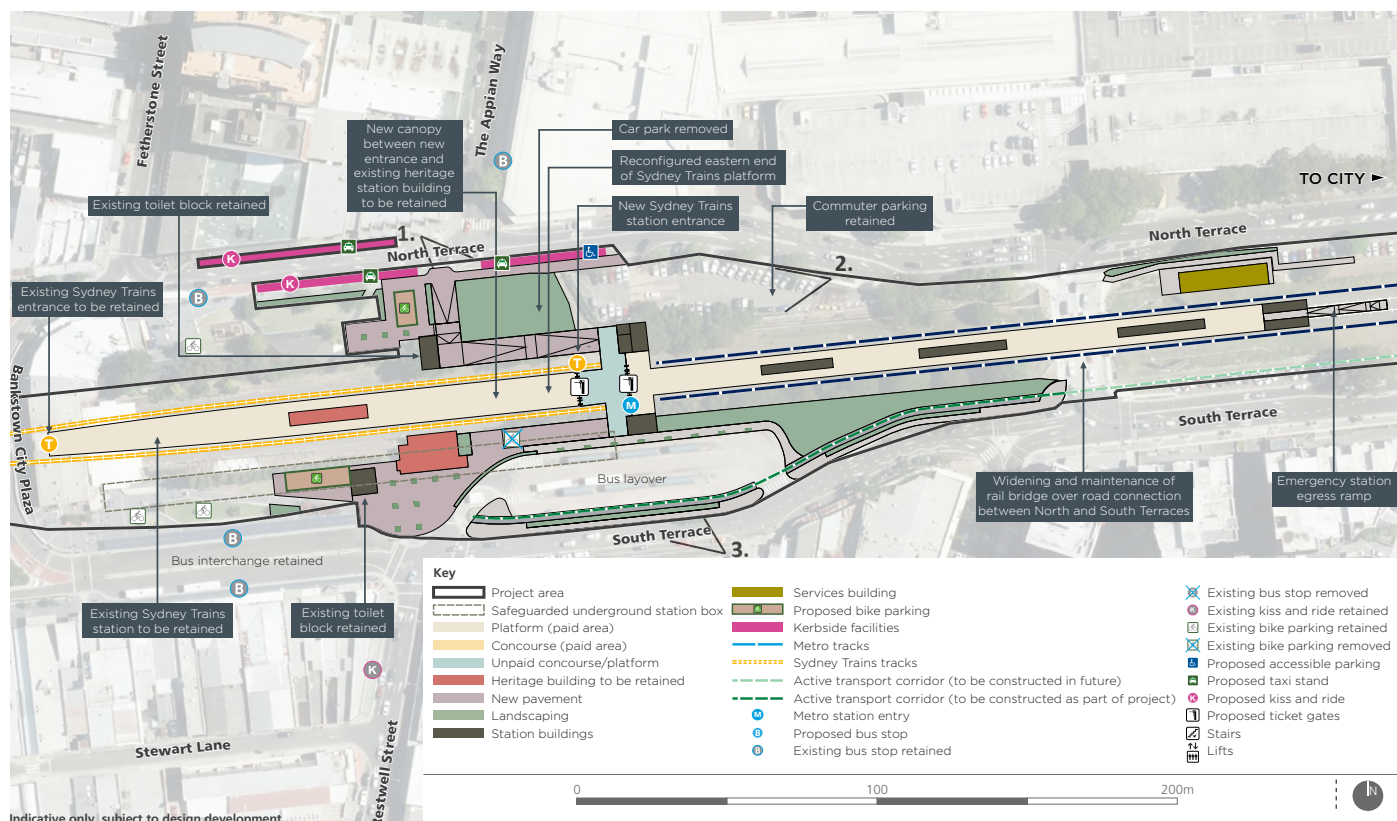 Fetherstone Street
The Appian Way
B
New canopy
between new
entrance and
existing heritage
station building
to be retained
Car park removed
Reconfigured eastern end
of Sydney Trains platform
TO CITY
Existing toilet block retained
New Sydney Trains
station entrance
Commuter parking
retained
1.
North Terrace
North Terrace
2.
K
K
B
Existing Sydney Trains
entrance to be retained
T
M
T
Bankstown City Plaza
South Terrace
Bus layover
Widening and maintenance of
rail bridge over road connection
between North and South Terraces
Emergency station
egress ramp
South Terrace
3.
B
Bus interchange retained
B
Existing Sydney Trains
station to be retained
Existing toilet
block retained
K
Stewart Lane
Restwell Street
Key
Project area
Safeguarded underground station box
Platform (paid area)
Concourse (paid area)
Unpaid concourse/platform
Heritage building to be retained
New pavement
Landscaping
Station buildings
Services building
Proposed bike parking
Kerbside facilities
Metro tracks
Sydney Trains tracks
Active transport corridor (to be constructed in future)
Active transport corridor (to be constructed as part of project)
M Metro station entry
B Proposed bus stop
B Existing bus stop retained
Existing bus stop removed
K Existing kiss and ride retained
Existing bike parking retained
Existing bike parking removed
Proposed accessible parking
Proposed taxi stand
K Proposed kiss and ride
Proposed ticket gates
Stairs
Lifts
0 100 200m
N
Indicative only, subject to design development